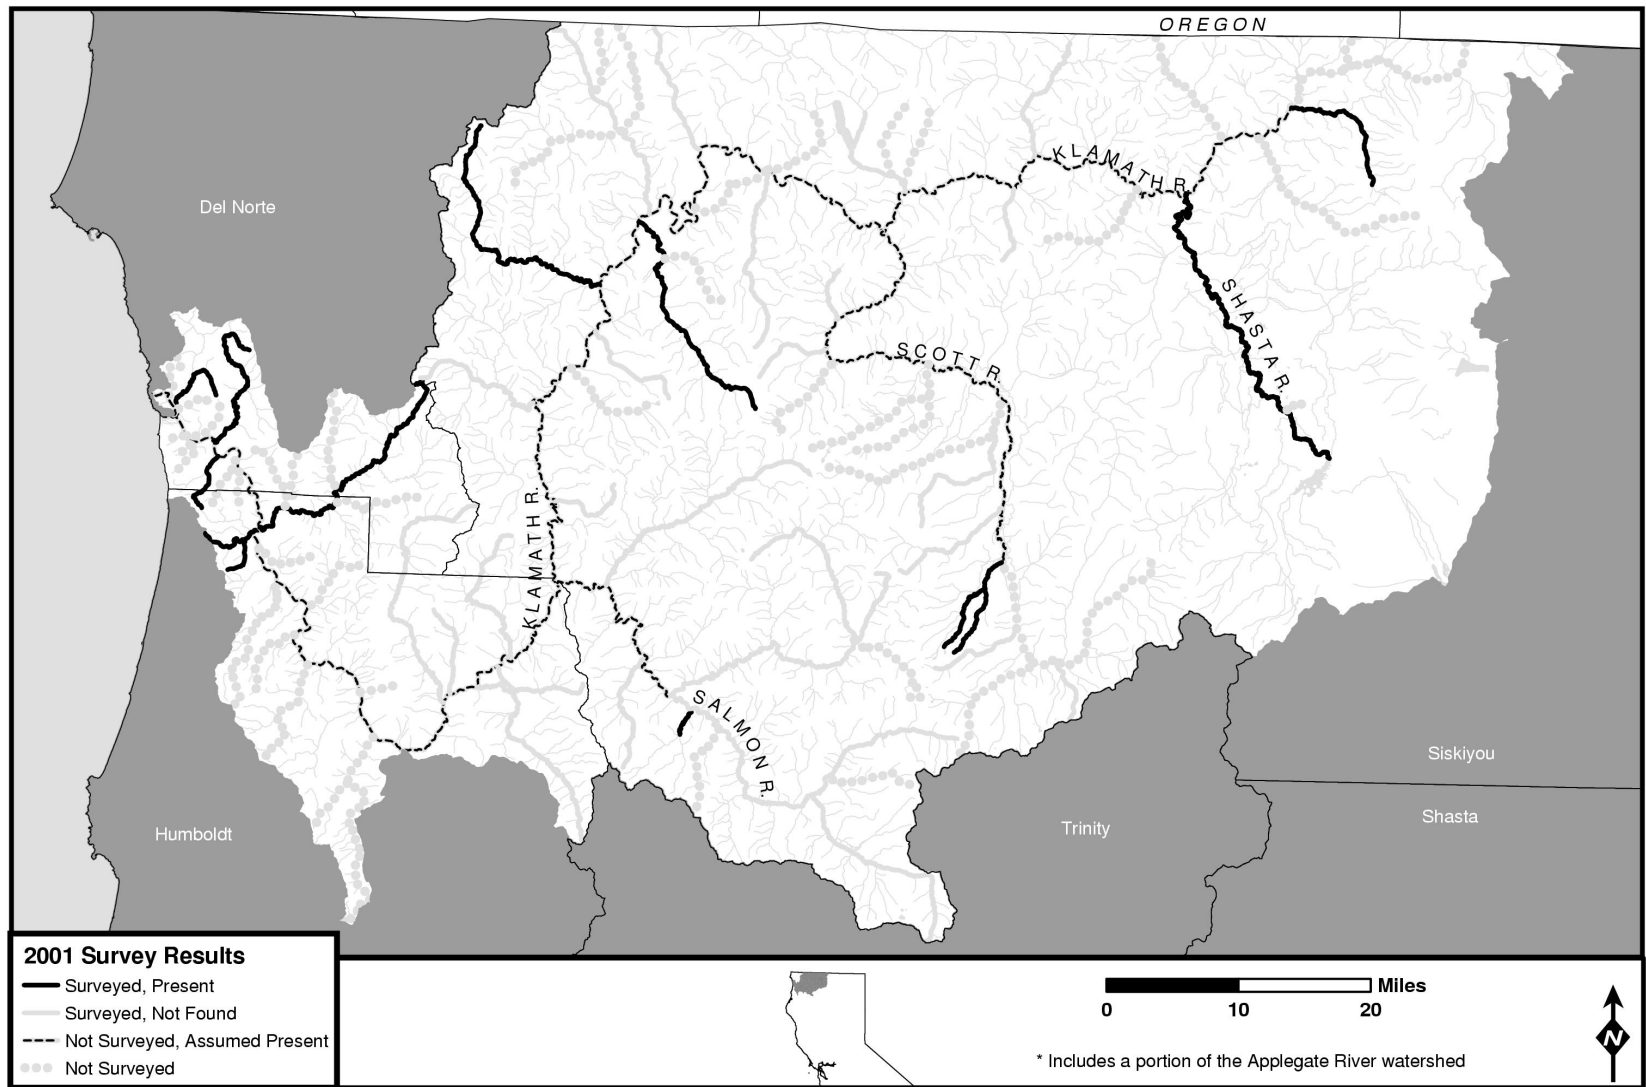 OREGON
KLAMATH R.
Del Norte
SHASTA R.
SCOTT R.
KLAMATH R.
SALMON R.
Siskiyou
Shasta
Trinity
Humboldt
2001 Survey Results
Surveyed, Present
Surveyed, Not Found
Not Surveyed, Assumed Present
Not Surveyed
Miles
0 10 20
* Includes a portion of the Applegate River watershed
N